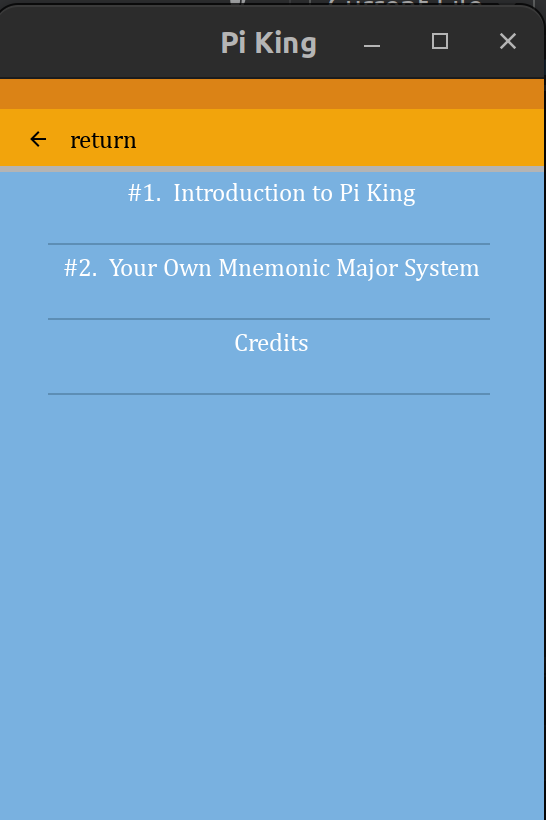 Pi King
return
#1.  Introduction to Pi King
#2.  Your Own Mnemonic Major System
Credits